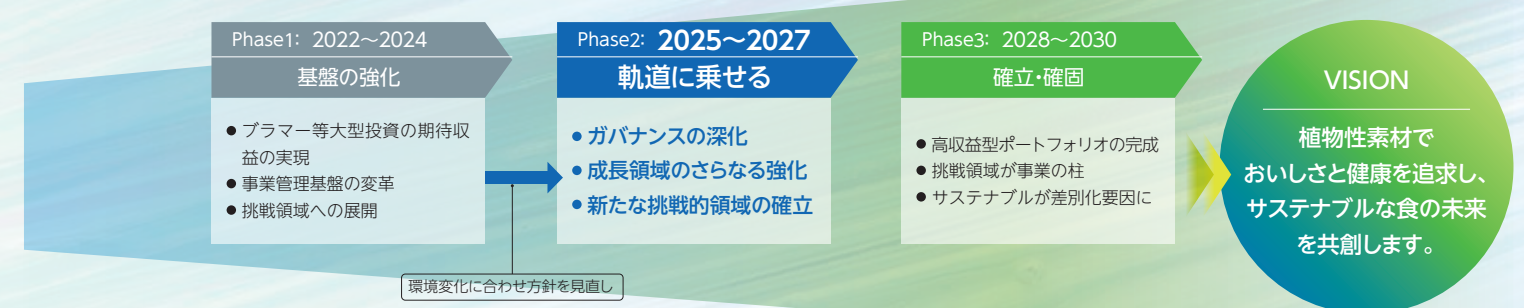 Phase1: 2022～2024
基盤の強化
● ブラマー等大型投資の期待収
益の実現
● 事業管理基盤の変革
● 挑戦領域への展開
環境変化に合わせ方針を見直し
Phase2: 2025～2027
軌道に乗せる
● ガバナンスの深化
● 成長領域のさらなる強化
● 新たな挑戦的領域の確立
Phase3: 2028～2030
確立・確固
● 高収益型ポートフォリオの完成
● 挑戦領域が事業の柱
● サステナブルが差別化要因に
VISION
植物性素材で
おいしさと健康を追求し、
サステナブルな食の未来
を共創します。